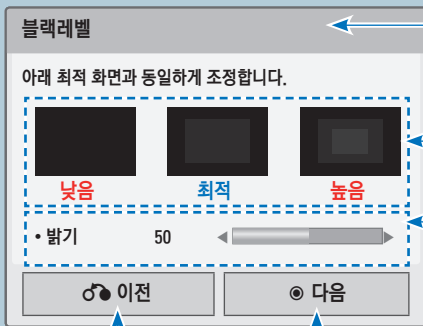 블랙레벨
아래 최적 화면과 동일하게 조정합니다.
낮음 최적 높음
• 밝기 50
이전 ◉ 다음